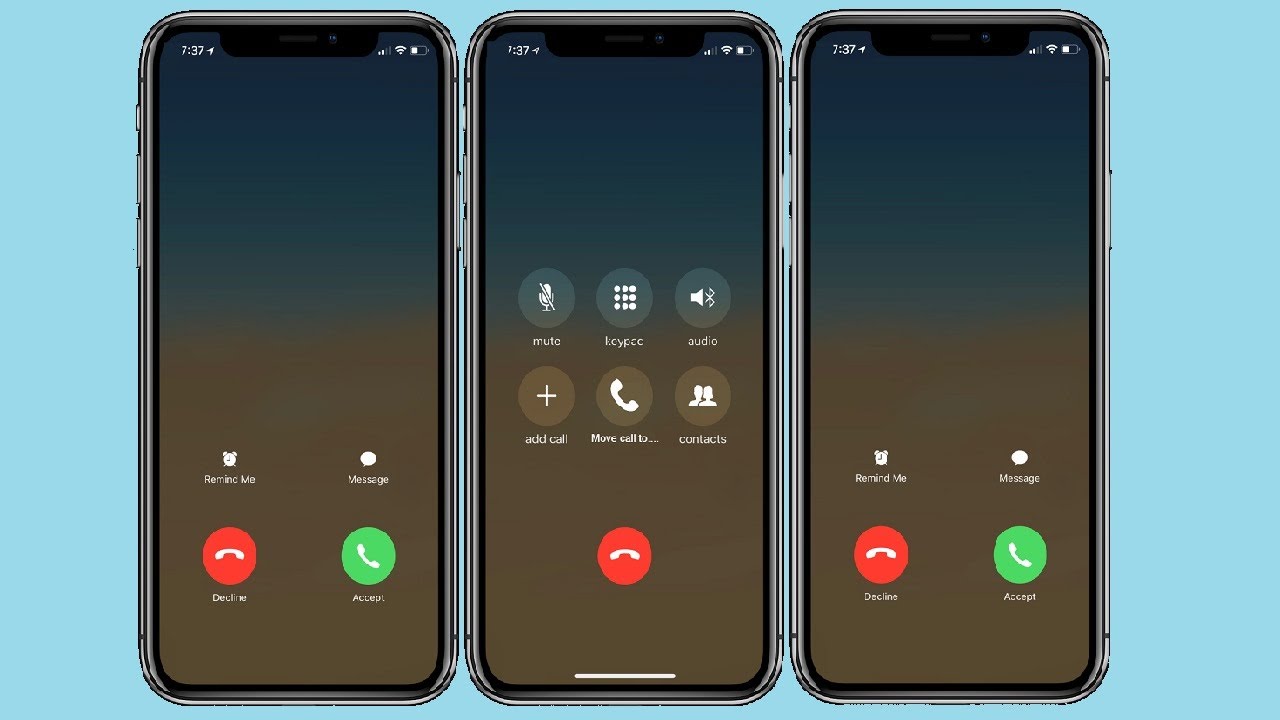 7:37
Remind Me
Message
Decline
Accept
7:37
mute
keypac
audio
add call
Move call to....
contacts
7:37
Remind Me
Message
Decline
Accept